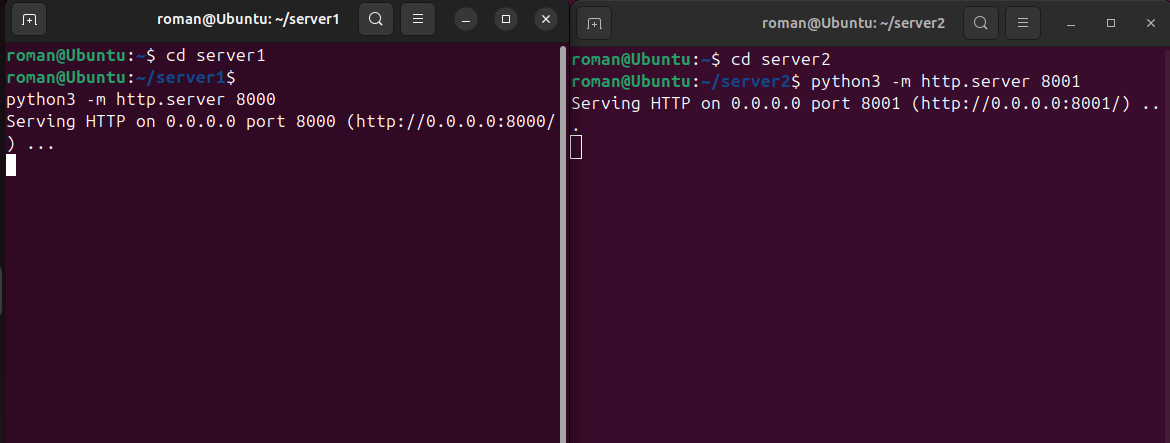 roman@Ubuntu: ~/server1
roman@Ubuntu:~$ cd server1
roman@Ubuntu:~/server1$
python3 -m http.server 8000
Serving HTTP on 0.0.0.0 port 8000 (http://0.0.0.0:8000/
) ...
roman@Ubuntu: ~/server2
roman@Ubuntu:~$ cd server2
roman@Ubuntu:~/server2$ python3 -m http.server 8001
Serving HTTP on 0.0.0.0 port 8001 (http://0.0.0.0:8001/) ..
.